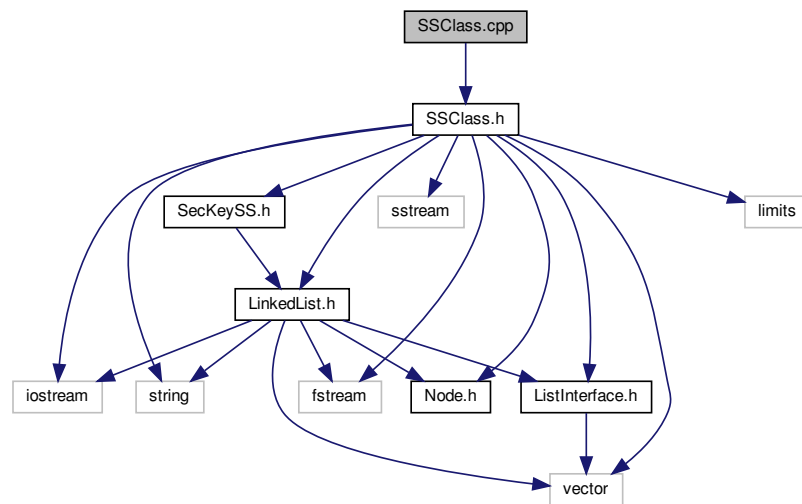 SSClass.cpp
SSClass.h
SecKeySS.h
sstream
limits
LinkedList.h
iostream
string
fstream
Node.h
ListInterface.h
vector